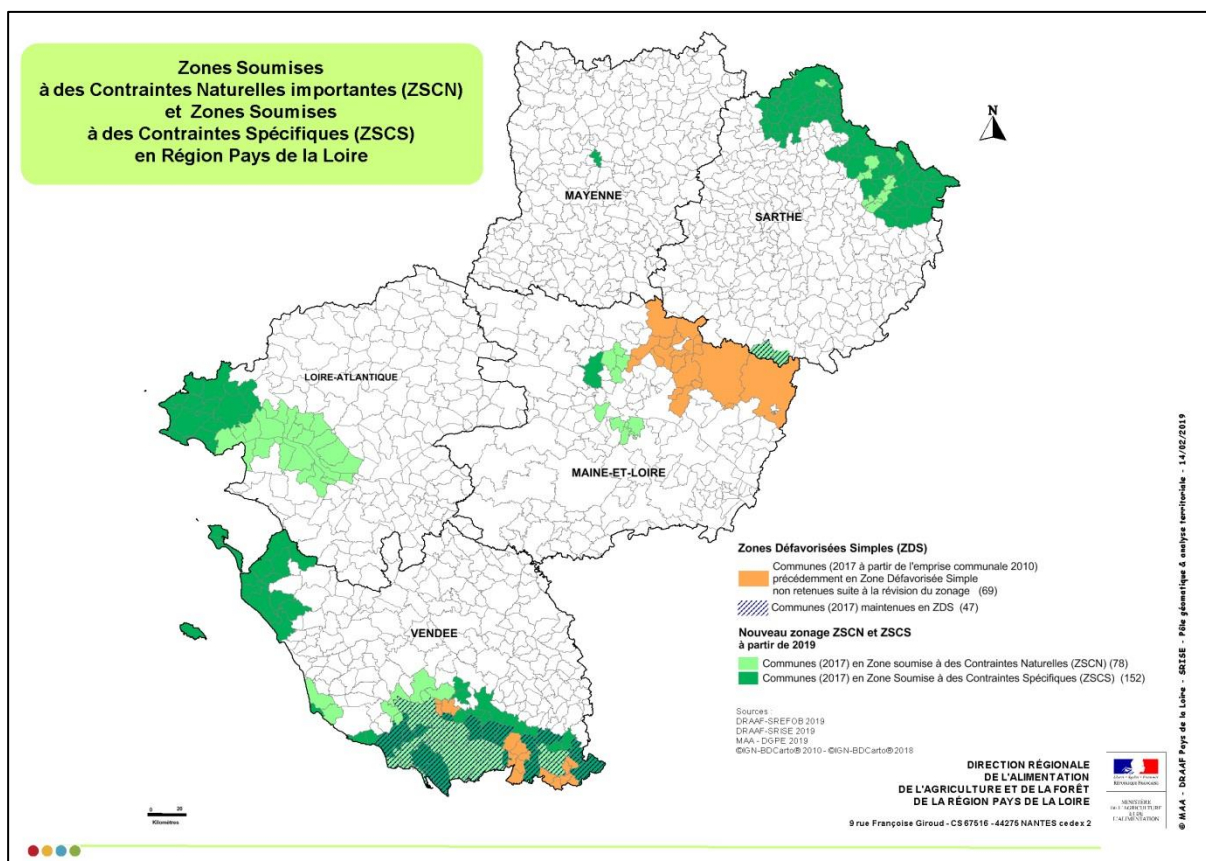 Zones Soumises
à des Contraintes Naturelles importantes (ZSCN)
et Zones Soumises
à des Contraintes Spécifiques (ZSCS)
en Région Pays de la Loire
N
MAYENNE
SARTHE
LOIRE-ATLANTIQUE
MAINE-ET-LOIRE
VENDEE
Zones Défavorisées Simples (ZDS)
Communes (2017 à partir de l'emprise communale 2010)
précédemment en Zone Défavorisée Simple
non retenues suite à la révision du zonage (69)
Communes (2017) maintenues en ZDS (47)
Nouveau zonage ZSCN et ZSCS
à partir de 2019
Communes (2017) en Zone soumise à des Contraintes Naturelles (ZSCN) (78)
Communes (2017) en Zone Soumise à des Contraintes Spécifiques (ZSCS) (152)
Sources :
DRAAF-SREFOB 2019
DRAAF-SRISE 2019
MAA - DGPE 2019
©IGN-BDCarto® 2010 - ©IGN-BDCarto® 2018
DIRECTION RÉGIONALE
DE L'ALIMENTATION
DE L'AGRICULTURE ET DE LA FORÊT
DE LA RÉGION PAYS DE LA LOIRE
9 rue Françoise Giroud - CS 67516 - 44275 NANTES cedex 2
MINISTÈRE
DE L'AGRICULTURE
ET DE
L'ALIMENTATION
0 20
Kilomètres
© MAA - DRAAF Pays de la Loire - SRISE - Pôle géomatique & analyse territoriale - 14/02/2019